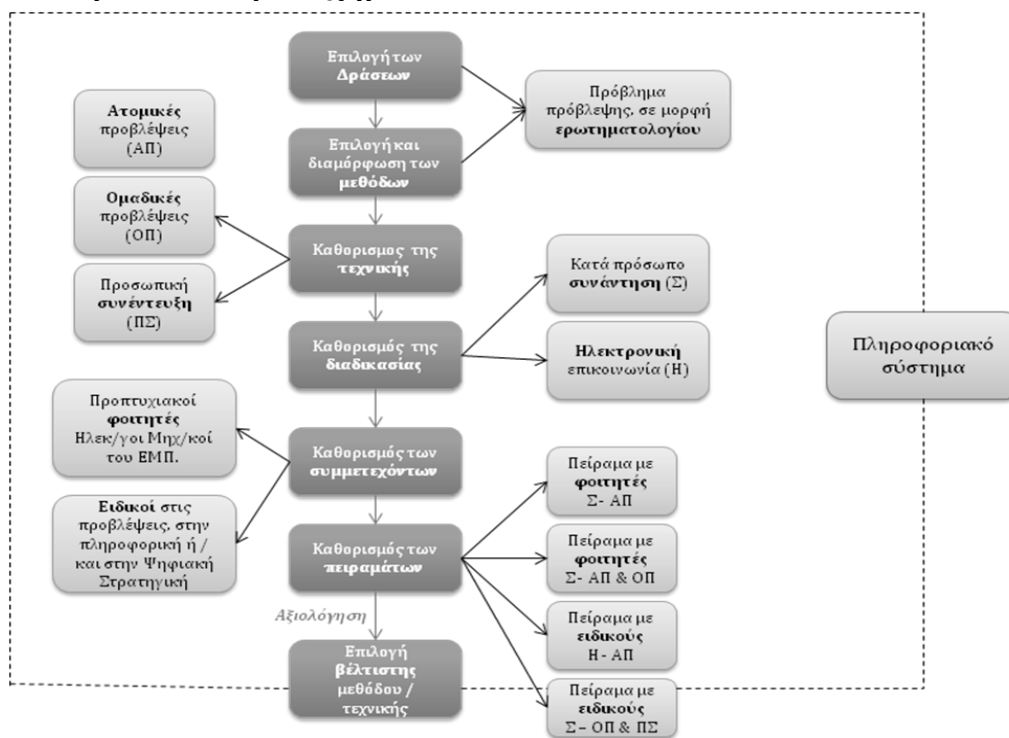 Επιλογή των
Δράσεων
Πρόβλημα
πρόβλεψης, σε μορφή
ερωτηματολογίου
Ατομικές
προβλέψεις
(ΑΠ)
Επιλογή και
διαμόρφωση των
μεθόδων
Ομαδικές
προβλέψεις
(ΟΠ)
Καθορισμος της
τεχνικής
Προσωπική
συνέντευξη
(ΠΣ)
Κατά πρόσωπο
συνάντηση (Σ)
Καθορισμός της
διαδικασίας
Ηλεκτρονική
επικοινωνία (Η)
Πληροφοριακό
σύστημα
Προπτυχιακοί
φοιτητές
Ηλεκ/γοι Μηχ/κοί
του ΕΜΠ.
Καθορισμός των
συμμετεχόντων
Ειδικοί στις
προβλέψεις, στην
πληροφορική ή /
και στην Ψηφιακή
Στρατηγική
Καθορισμός των
πειραμάτων
Πείραμα με
φοιτητές
Σ- ΑΠ
Πείραμα με
φοιτητές
Σ- ΑΠ & ΟΠ
Αξιολόγηση
Πείραμα με
ειδικούς
Η - ΑΠ
Επιλογή
βέλτιστης
μεθόδου /
τεχνικής
Πείραμα με
ειδικούς
Σ – ΟΠ & ΠΣ